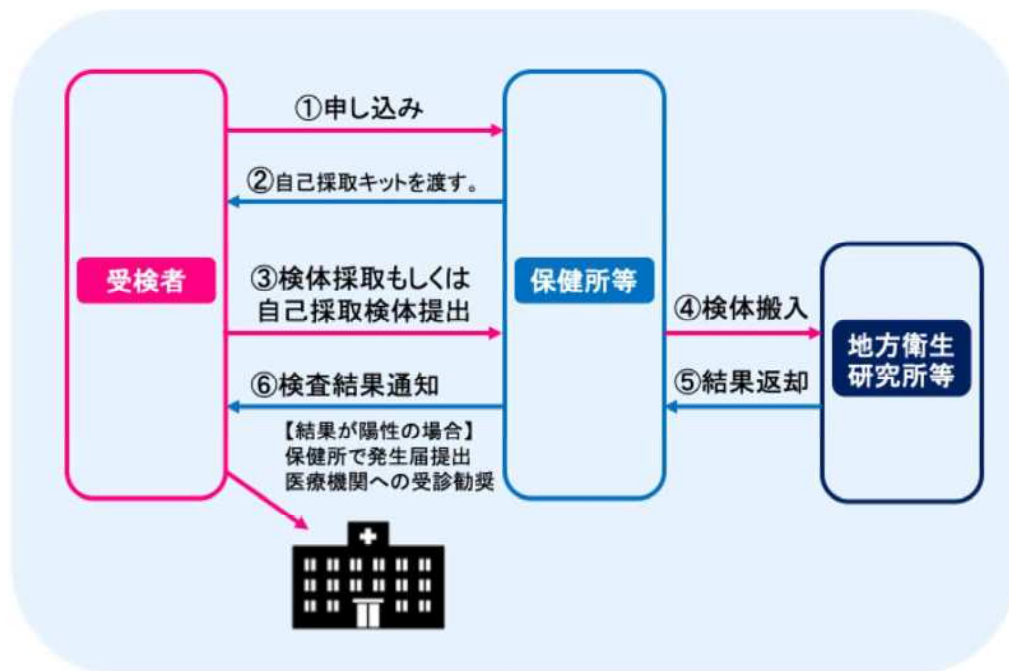 ①申し込み
②自己採取キットを渡す。
受検者
③検体採取もしくは
自己採取検体提出
保健所等
④検体搬入
地方衛生
研究所等
⑤結果返却
⑥検査結果通知
【結果が陽性の場合】
保健所で発生届提出
医療機関への受診勧奨